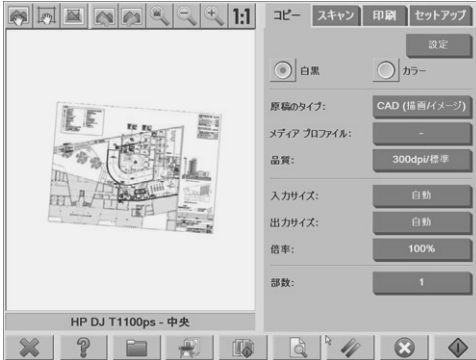 1:1
コピー スキャン 印刷 セットアップ
設定
白黒 カラー
原稿のタイプ: CAD (描画/イメージ)
メディア プロファイル: -
品質: 300dpi/標準
入力サイズ: 自動
出力サイズ: 自動
倍率: 100%
部数: 1
HP DJ T1100ps - 中央